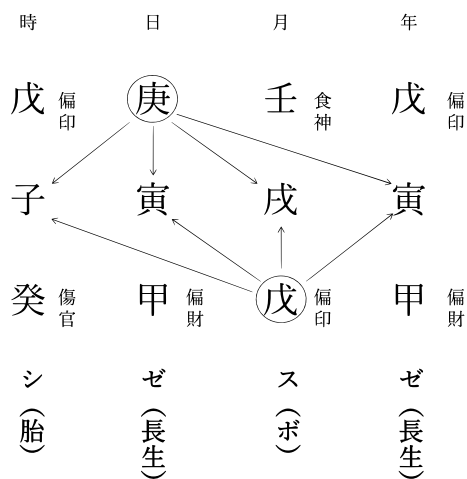 時 日 月 年
戊 偏印 庚 壬 食神 戊 偏印
子 寅 戌 寅
癸 傷官 甲 偏財 戊 偏印 甲 偏財
シ(胎) ゼ(長生) ス(ボ) ゼ(長生)